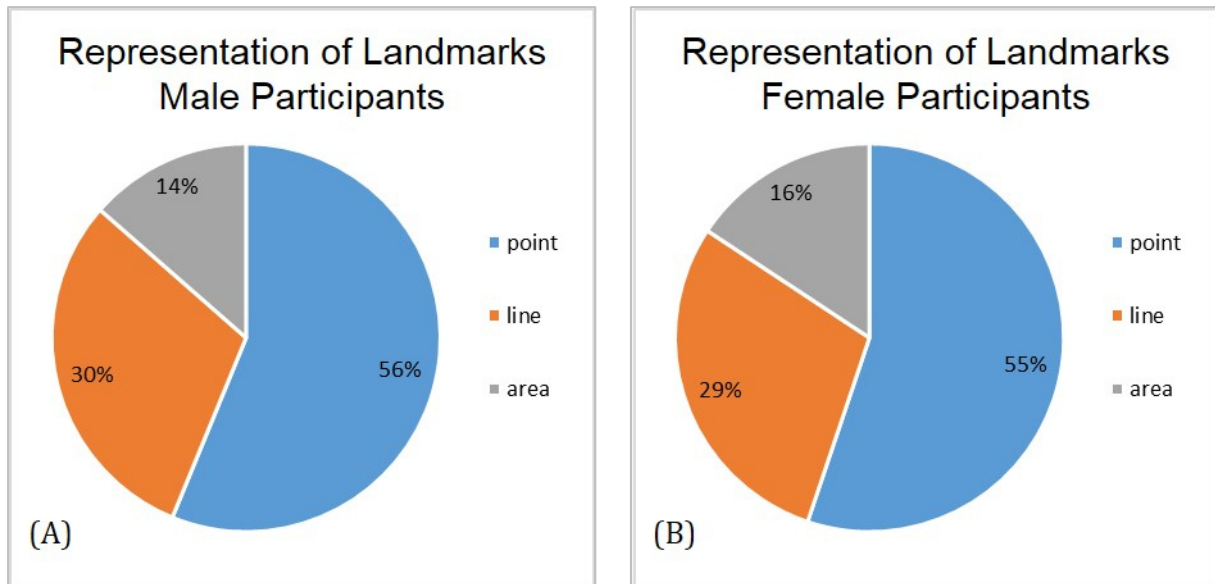 Representation of Landmarks
Male Participants
14%
30%
56%
point
line
area
(A)
Representation of Landmarks
Female Participants
16%
29%
55%
point
line
area
(B)